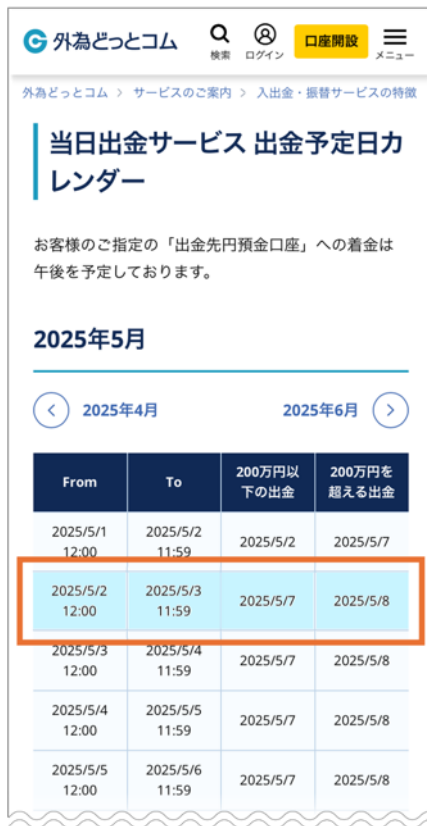 外為どっとコム
検索
ログイン
口座開設
メニュー
外為どっとコム > サービスのご案内 > 入出金・振替サービスの特徴
当日出金サービス 出金予定日カ
レンダー
お客様のご指定の「出金先円預金口座」への着金は
午後を予定しております。
2025年5月
2025年4月 2025年6月
From To 200万円以下の出金 200万円を超える出金
2025/5/1 12:00 2025/5/2 11:59 2025/5/2 2025/5/7
2025/5/2 12:00 2025/5/3 11:59 2025/5/7 2025/5/8
2025/5/3 12:00 2025/5/4 11:59 2025/5/7 2025/5/8
2025/5/4 12:00 2025/5/5 11:59 2025/5/7 2025/5/8
2025/5/5 12:00 2025/5/6 11:59 2025/5/7 2025/5/8